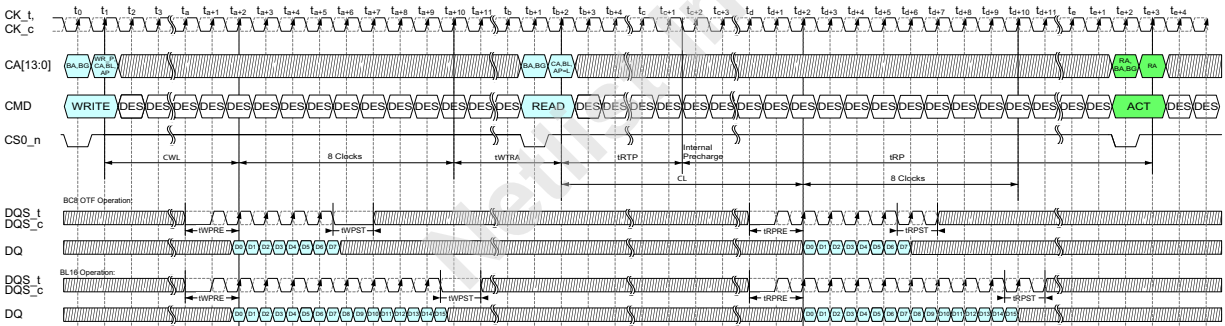 t0 t1 t2 t3 ta ta+1 ta+2 ta+3 ta+4 ta+5 ta+6 ta+7 ta+8 ta+9 ta+10 ta+11 tb tb+1 tb+2 tb+3 tb+4 tc tc+1 tc+2 tc+3 td td+1 td+2 td+3 td+4 td+5 td+6 td+7 td+8 td+9 td+10 td+11 te te+1 te+2 te+3 te+4
CK_t,
CK_c
CA[13:0] BA,BG WR_P CA,BL, AP BA,BG CA,BL, AP=L RA, BA,BG RA
CMD WRITE DES DES DES DES DES DES DES DES DES DES DES DES DES DES DES READ DES DES DES DES DES DES DES DES DES DES DES DES DES DES DES DES DES DES DES DES ACT DES DES
CS0_n
CWL 8 Clocks tWTRA tRTP Internal Precharge tRP
CL 8 Clocks
BC8 OTF Operation:
DQS_t
DQS_c
tWPRE tWPST tRPRE tRPST
DQ D0 D1 D2 D3 D4 D5 D6 D7 D0 D1 D2 D3 D4 D5 D6 D7
BL16 Operation:
DQS_t
DQS_c
tWPRE tWPST tRPRE tRPST
DQ D0 D1 D2 D3 D4 D5 D6 D7 D8 D9 D10 D11 D12 D13 D14 D15 D0 D1 D2 D3 D4 D5 D6 D7 D8 D9 D10 D11 D12 D13 D14 D15
Netlist